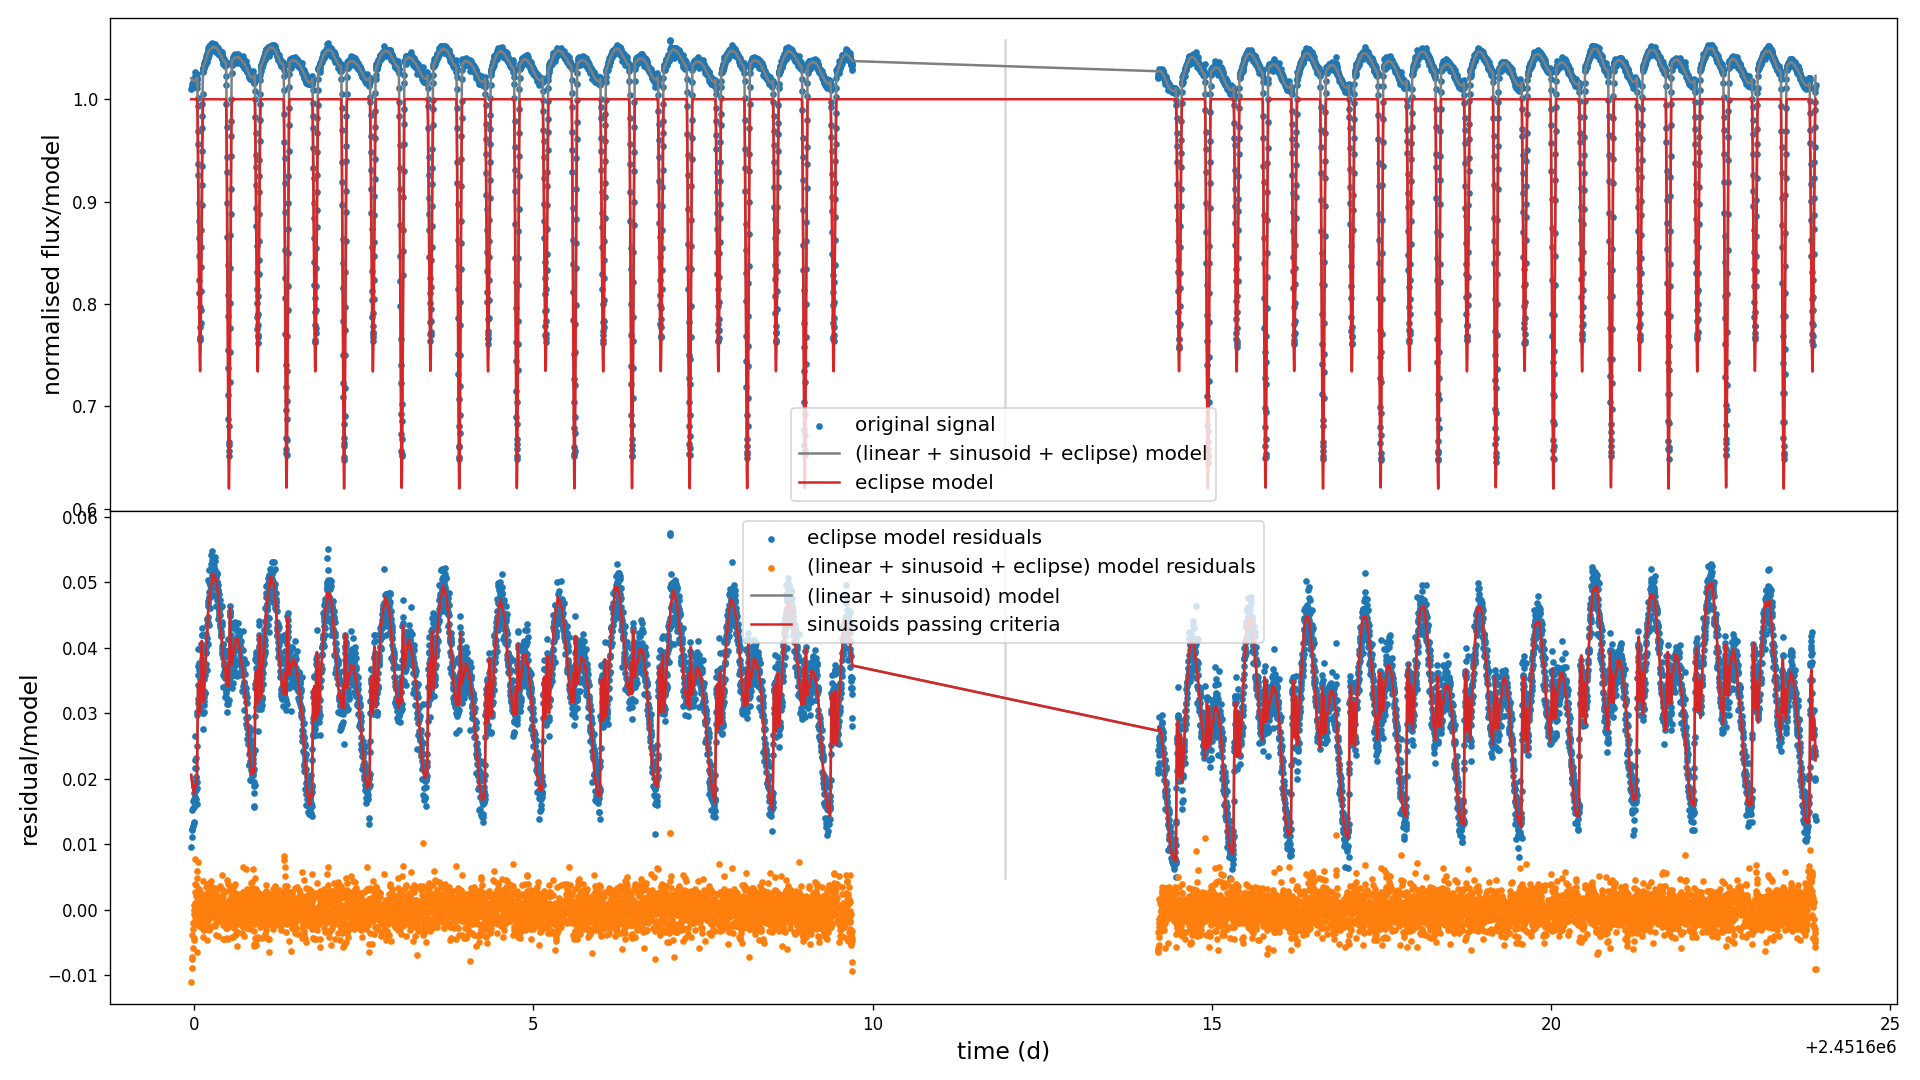 1.0
0.9
0.8
0.7
0.6
normalised flux/model
original signal
(linear + sinusoid + eclipse) model
eclipse model
0.06
0.05
0.04
0.03
0.02
0.01
0.00
−0.01
residual/model
eclipse model residuals
(linear + sinusoid + eclipse) model residuals
(linear + sinusoid) model
sinusoids passing criteria
0
5
10
15
20
25
time (d)
+2.4516e6